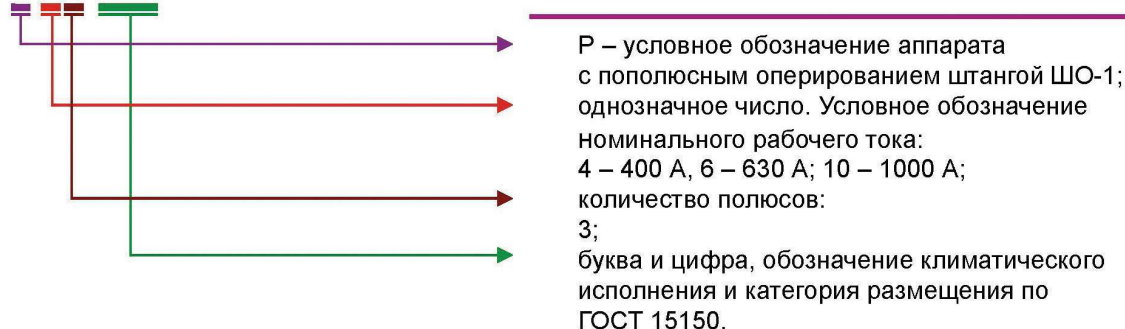 Р – условное обозначение аппарата
с пополюсным оперированием штангой ШО-1;
однозначное число. Условное обозначение
номинального рабочего тока:
4 – 400 А, 6 – 630 А; 10 – 1000 А;
количество полюсов:
3;
буква и цифра, обозначение климатического
исполнения и категория размещения по
ГОСТ 15150.